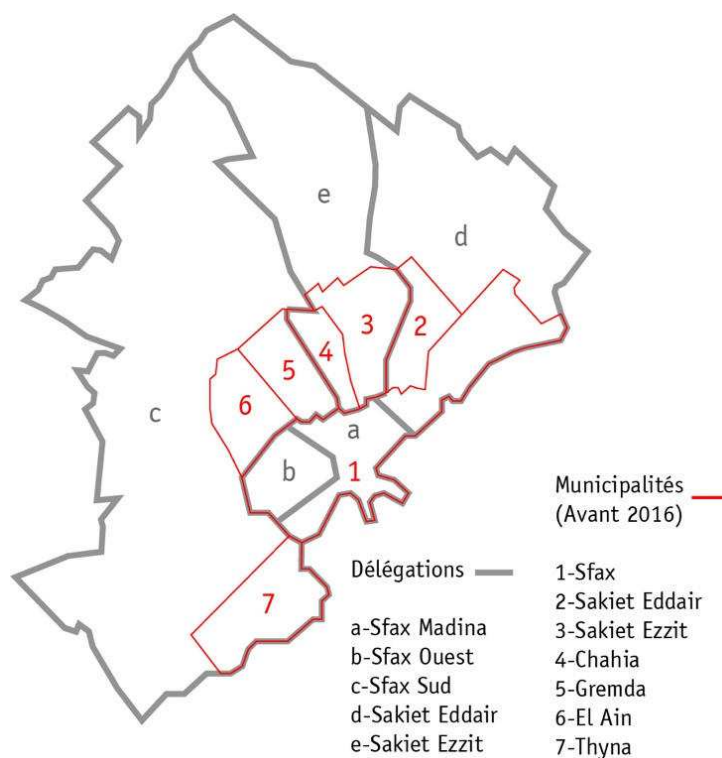 e
d
3
2
4
5
c
6
a
b
1
7
Municipalités
(Avant 2016)
Délégations
a-Sfax Madina
b-Sfax Ouest
c-Sfax Sud
d-Sakiet Eddair
e-Sakiet Ezzit
1-Sfax
2-Sakiet Eddair
3-Sakiet Ezzit
4-Chahia
5-Gremda
6-El Ain
7-Thyna